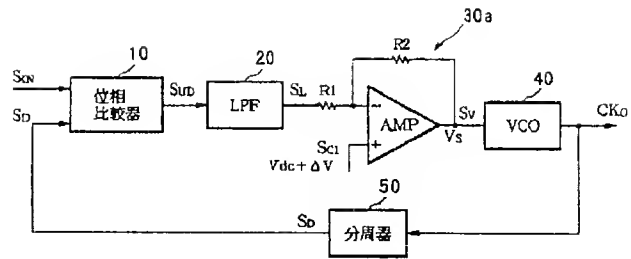 30a
R2
10
20
40
SIN
SUD
SL
R1
SV
CKO
位相
比較器
LPF
−
AMP
+
VS
VCO
SD
SC1
Vdc+ΔV
50
SD
分周器